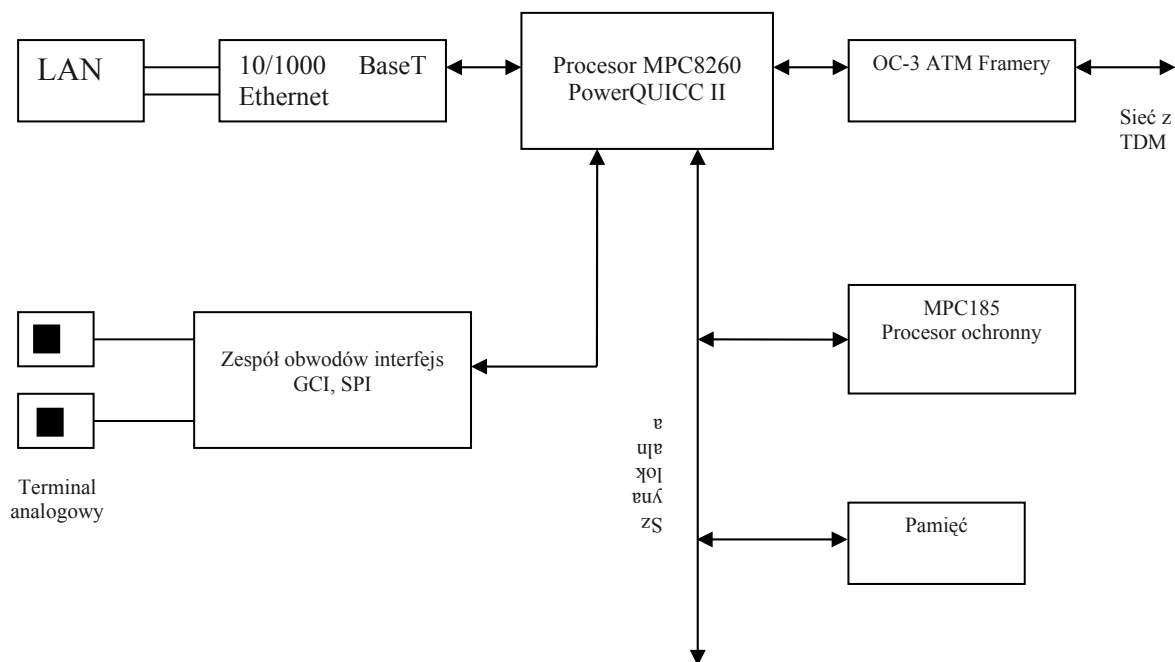 LAN
10/1000 BaseT
Ethernet
Procesor MPC8260
PowerQUICC II
OC-3 ATM Framery
Sieć z
TDM
Zespół obwodów interfejs
GCI, SPI
Terminal
analogowy
MPC185
Procesor ochronny
Sz
yna
lok
aln
a
Pamięć